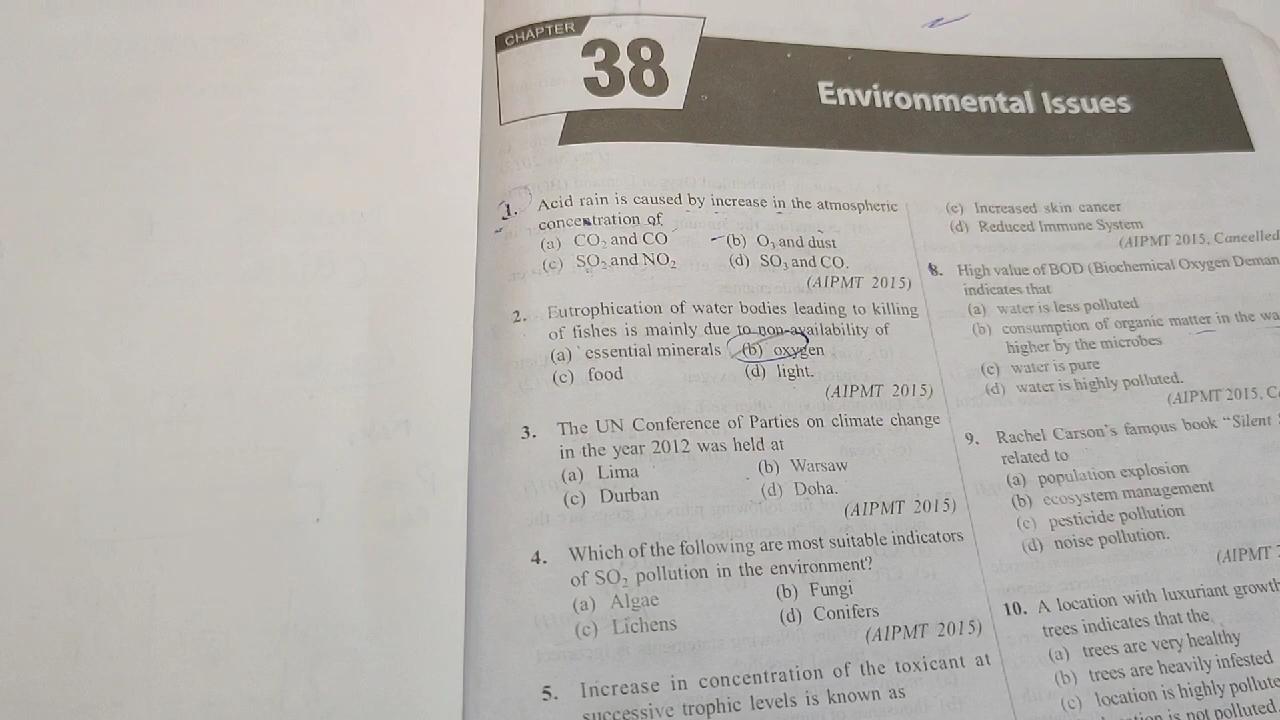 CHAPTER
38
Environmental Issues
1. Acid rain is caused by increase in the atmospheric
concentration of
(a) CO₂ and CO (b) O₃ and dust
(c) SO₂ and NO₂ (d) SO₃ and CO.
(AIPMT 2015)
2. Eutrophication of water bodies leading to killing
of fishes is mainly due to non-availability of
(a) essential minerals (b) oxygen
(c) food (d) light.
(AIPMT 2015)
3. The UN Conference of Parties on climate change
in the year 2012 was held at
(a) Lima (b) Warsaw
(c) Durban (d) Doha.
(AIPMT 2015)
4. Which of the following are most suitable indicators
of SO₂ pollution in the environment?
(a) Algae (b) Fungi
(c) Lichens (d) Conifers
(AIPMT 2015)
5. Increase in concentration of the toxicant at
successive trophic levels is known as
(c) Increased skin cancer
(d) Reduced Immune System
(AIPMT 2015, Cancelled
8. High value of BOD (Biochemical Oxygen Deman
indicates that
(a) water is less polluted
(b) consumption of organic matter in the wa
higher by the microbes
(c) water is pure
(d) water is highly polluted.
(AIPMT 2015, C
9. Rachel Carson's famous book "Silent
related to
(a) population explosion
(b) ecosystem management
(c) pesticide pollution
(d) noise pollution.
(AIPMT
10. A location with luxuriant growth
trees indicates that the
(a) trees are very healthy
(b) trees are heavily infested
(c) location is highly pollute
is not polluted.